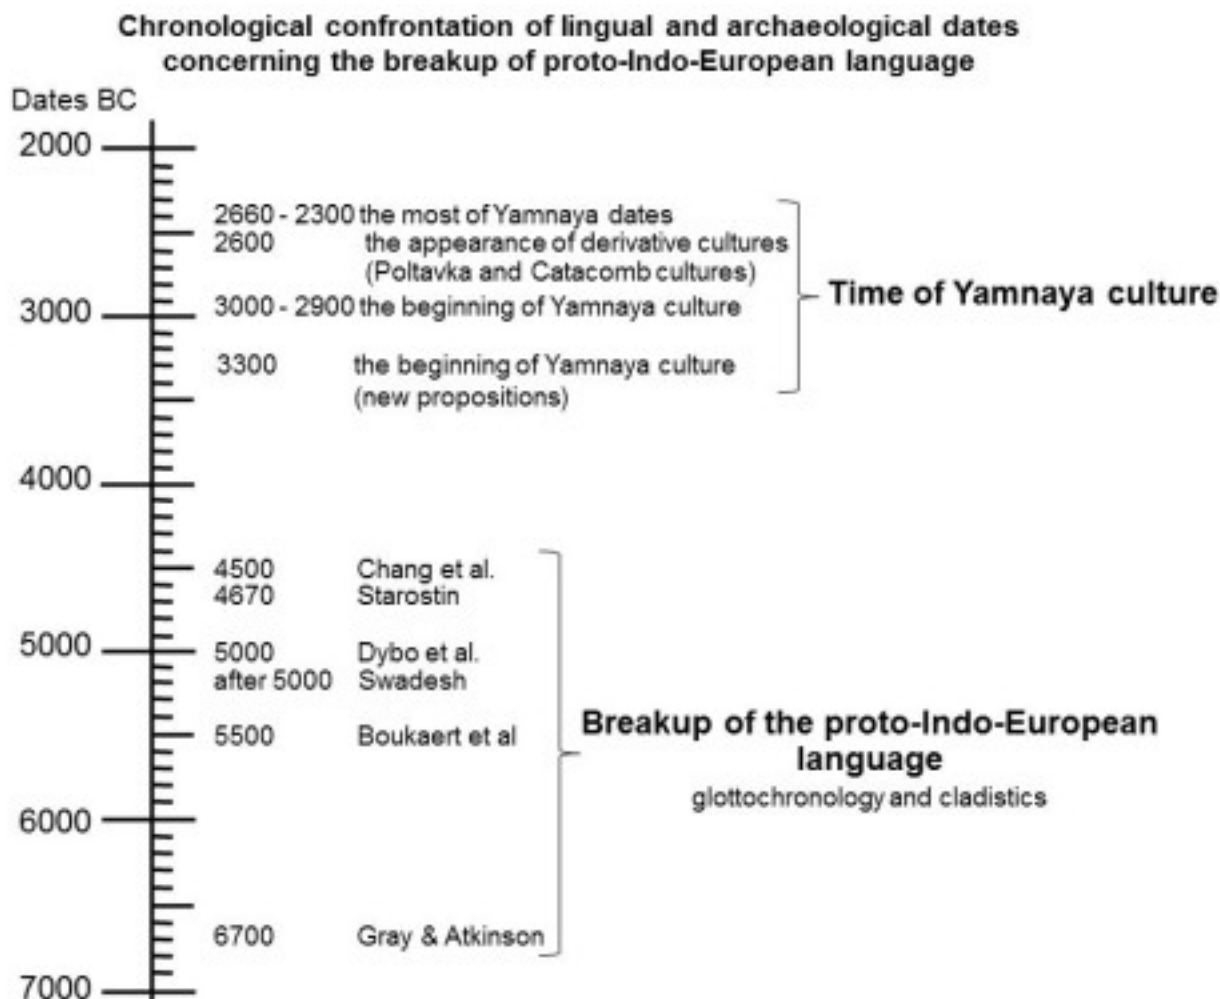 Chronological confrontation of lingual and archaeological dates
concerning the breakup of proto-Indo-European language
Dates BC
2000
2660 - 2300 the most of Yamnaya dates
2600 the appearance of derivative cultures
(Poltavka and Catacomb cultures)
Time of Yamnaya culture
3000
3000 - 2900 the beginning of Yamnaya culture
3300 the beginning of Yamnaya culture
(new propositions)
4000
4500 Chang et al.
4670 Starostin
5000
5000 Dybo et al.
after 5000 Swadesh
5500 Boukaert et al
Breakup of the proto-Indo-European
language
glottochronology and cladistics
6000
6700 Gray & Atkinson
7000